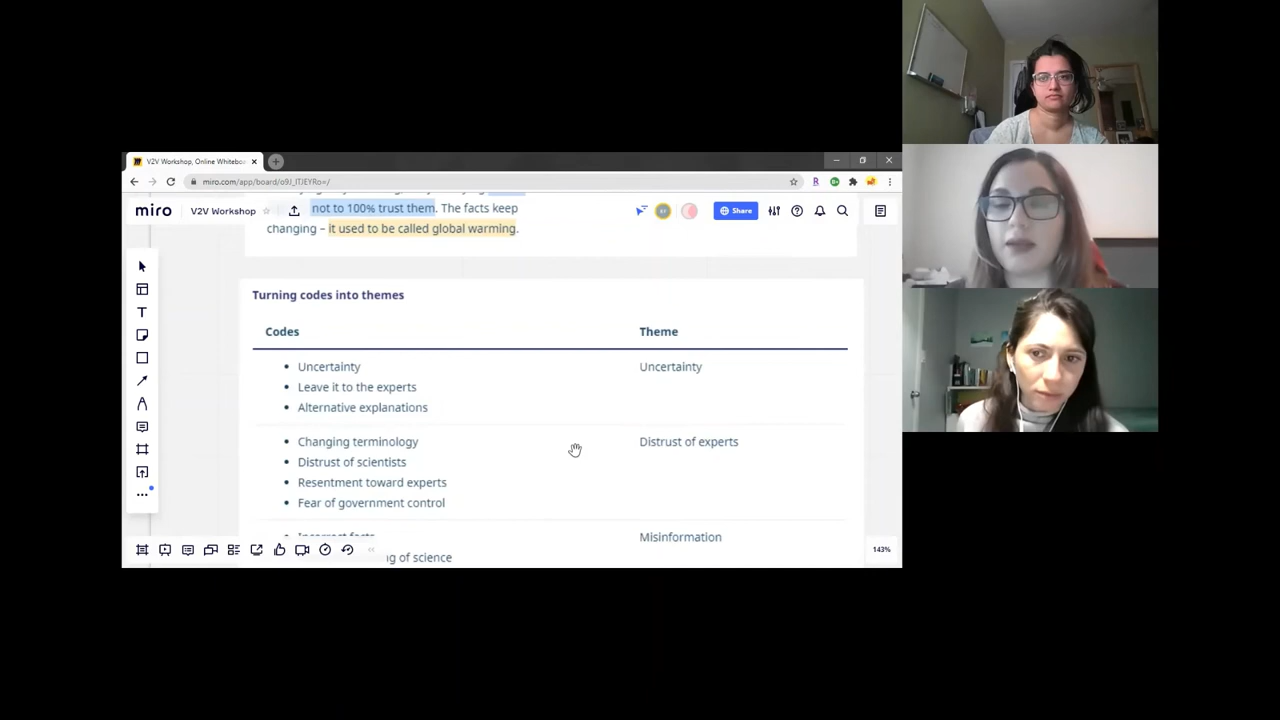 V2V Workshop, Online Whitebo
miro.com/app/board/o9J_lTJEYRo=/
not to 100% trust them. The facts keep
miro V2V Workshop Share
changing – it used to be called global warming.
Turning codes into themes
Codes Theme
Uncertainty Uncertainty
Leave it to the experts
Alternative explanations
Changing terminology Distrust of experts
Distrust of scientists
Resentment toward experts
Fear of government control
Incorrect facts Misinformation
ng of science
143%